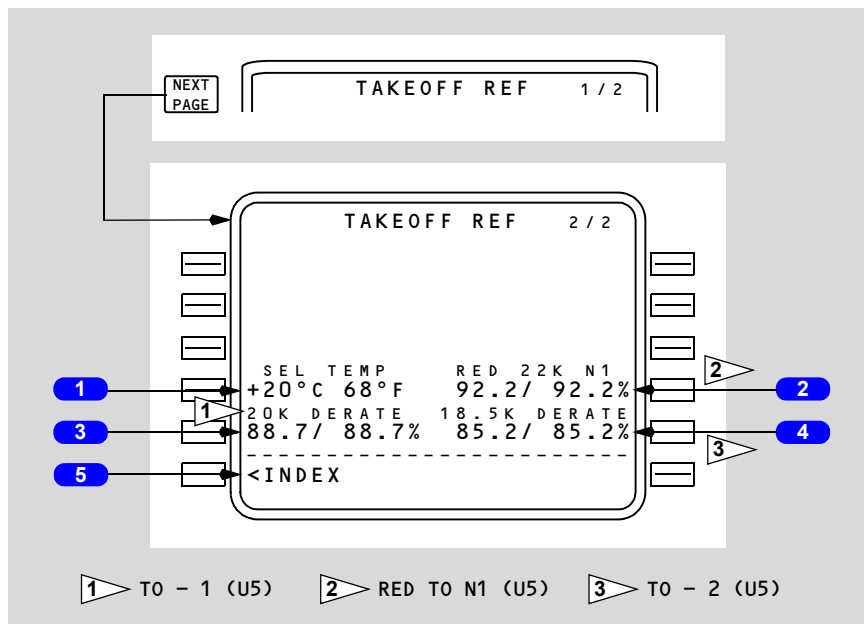 NEXT
PAGE
TAKEOFF REF 1/2
TAKEOFF REF 2/2
SEL TEMP RED 22K N1
2
1
+20°C 68°F 92.2/ 92.2%
2
1
20K DERATE 18.5K DERATE
3
88.7/ 88.7% 85.2/ 85.2%
4
3
5
<INDEX
1 TO - 1 (U5) 2 RED TO N1 (U5) 3 TO - 2 (U5)